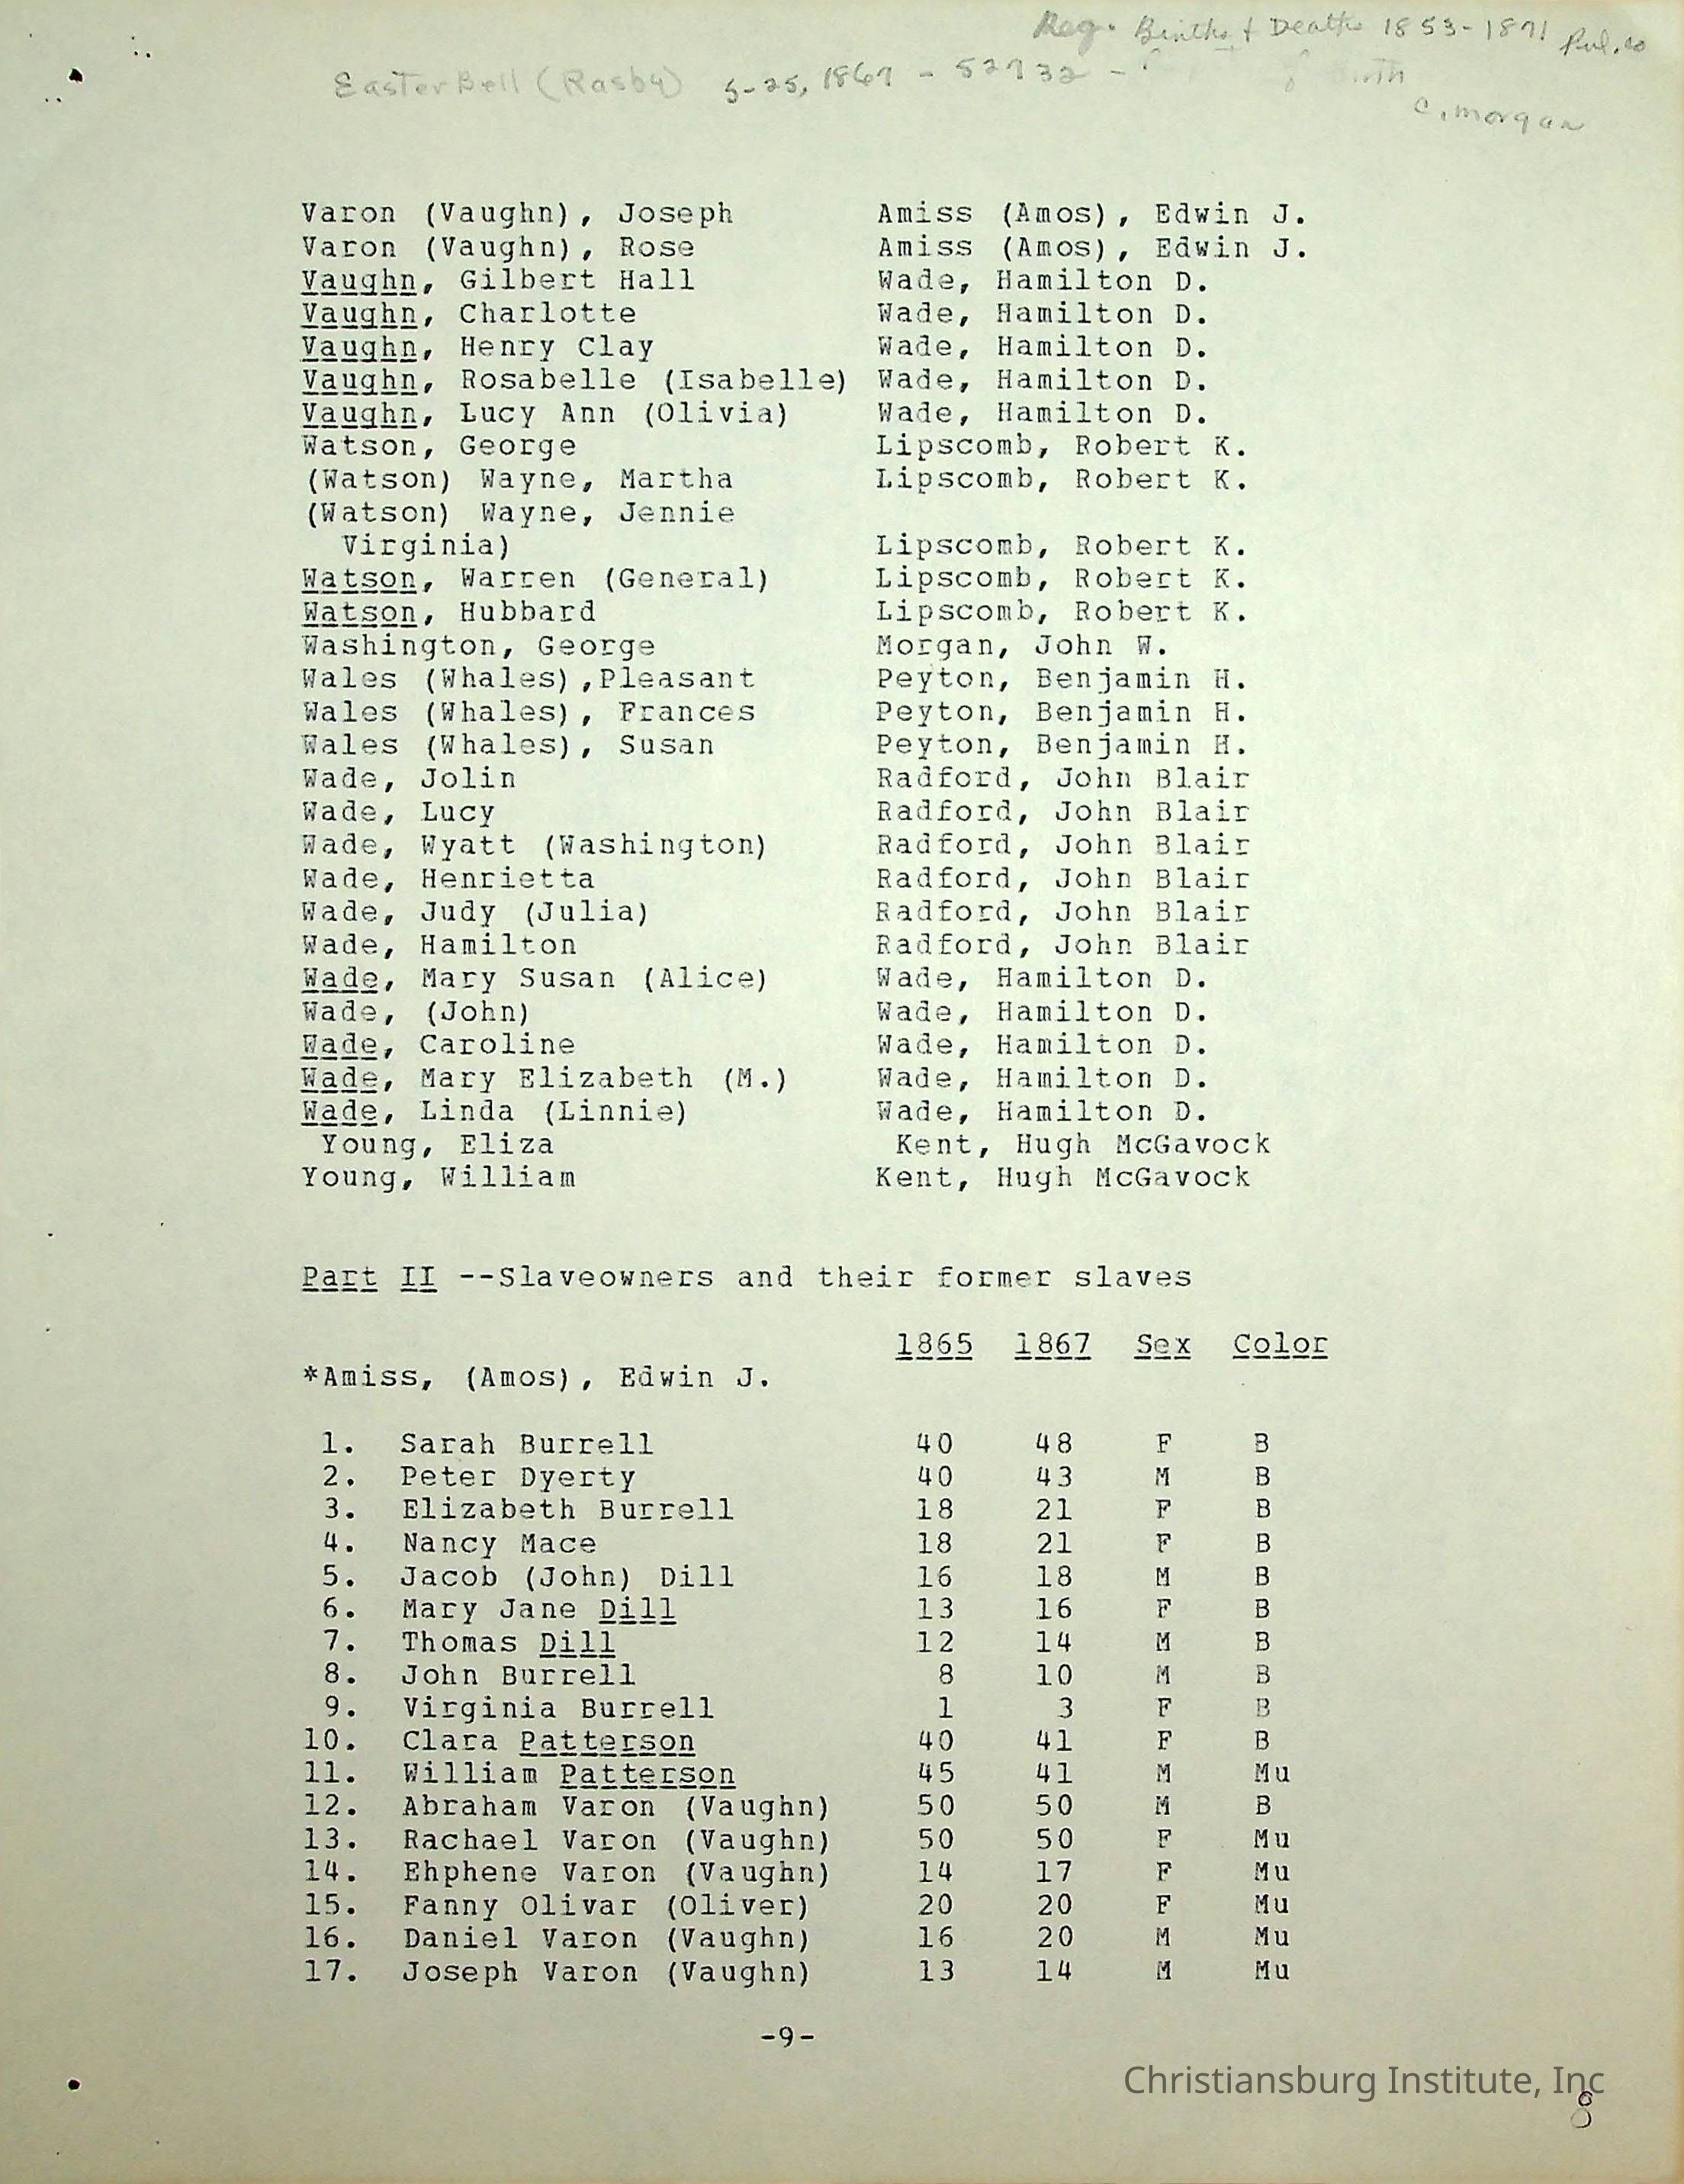 Reg. Births & Deaths 1853-1871 Pul.co
Easter Bell (Rasby) 5-25, 1867 - 52732 -
C. Morgan
Varon (Vaughn), Joseph Amiss (Amos), Edwin J.
Varon (Vaughn), Rose Amiss (Amos), Edwin J.
Vaughn, Gilbert Hall Wade, Hamilton D.
Vaughn, Charlotte Wade, Hamilton D.
Vaughn, Henry Clay Wade, Hamilton D.
Vaughn, Rosabelle (Isabelle) Wade, Hamilton D.
Vaughn, Lucy Ann (Olivia) Wade, Hamilton D.
Watson, George Lipscomb, Robert K.
(Watson) Wayne, Martha Lipscomb, Robert K.
(Watson) Wayne, Jennie
Virginia) Lipscomb, Robert K.
Watson, Warren (General) Lipscomb, Robert K.
Watson, Hubbard Lipscomb, Robert K.
Washington, George Morgan, John W.
Wales (Whales),Pleasant Peyton, Benjamin H.
Wales (Whales), Frances Peyton, Benjamin H.
Wales (Whales), Susan Peyton, Benjamin H.
Wade, Jolin Radford, John Blair
Wade, Lucy Radford, John Blair
Wade, Wyatt (Washington) Radford, John Blair
Wade, Henrietta Radford, John Blair
Wade, Judy (Julia) Radford, John Blair
Wade, Hamilton Radford, John Blair
Wade, Mary Susan (Alice) Wade, Hamilton D.
Wade, (John) Wade, Hamilton D.
Wade, Caroline Wade, Hamilton D.
Wade, Mary Elizabeth (M.) Wade, Hamilton D.
Wade, Linda (Linnie) Wade, Hamilton D.
Young, Eliza Kent, Hugh McGavock
Young, William Kent, Hugh McGavock
Part II --Slaveowners and their former slaves
1865 1867 Sex Color
*Amiss, (Amos), Edwin J.
1. Sarah Burrell 40 48 F B
2. Peter Dyerty 40 43 M B
3. Elizabeth Burrell 18 21 F B
4. Nancy Mace 18 21 F B
5. Jacob (John) Dill 16 18 M B
6. Mary Jane Dill 13 16 F B
7. Thomas Dill 12 14 M B
8. John Burrell 8 10 M B
9. Virginia Burrell 1 3 F B
10. Clara Patterson 40 41 F B
11. William Patterson 45 41 M Mu
12. Abraham Varon (Vaughn) 50 50 M B
13. Rachael Varon (Vaughn) 50 50 F Mu
14. Ehphene Varon (Vaughn) 14 17 F Mu
15. Fanny Olivar (Oliver) 20 20 F Mu
16. Daniel Varon (Vaughn) 16 20 M Mu
17. Joseph Varon (Vaughn) 13 14 M Mu
-9-
Christiansburg Institute, Inc
8